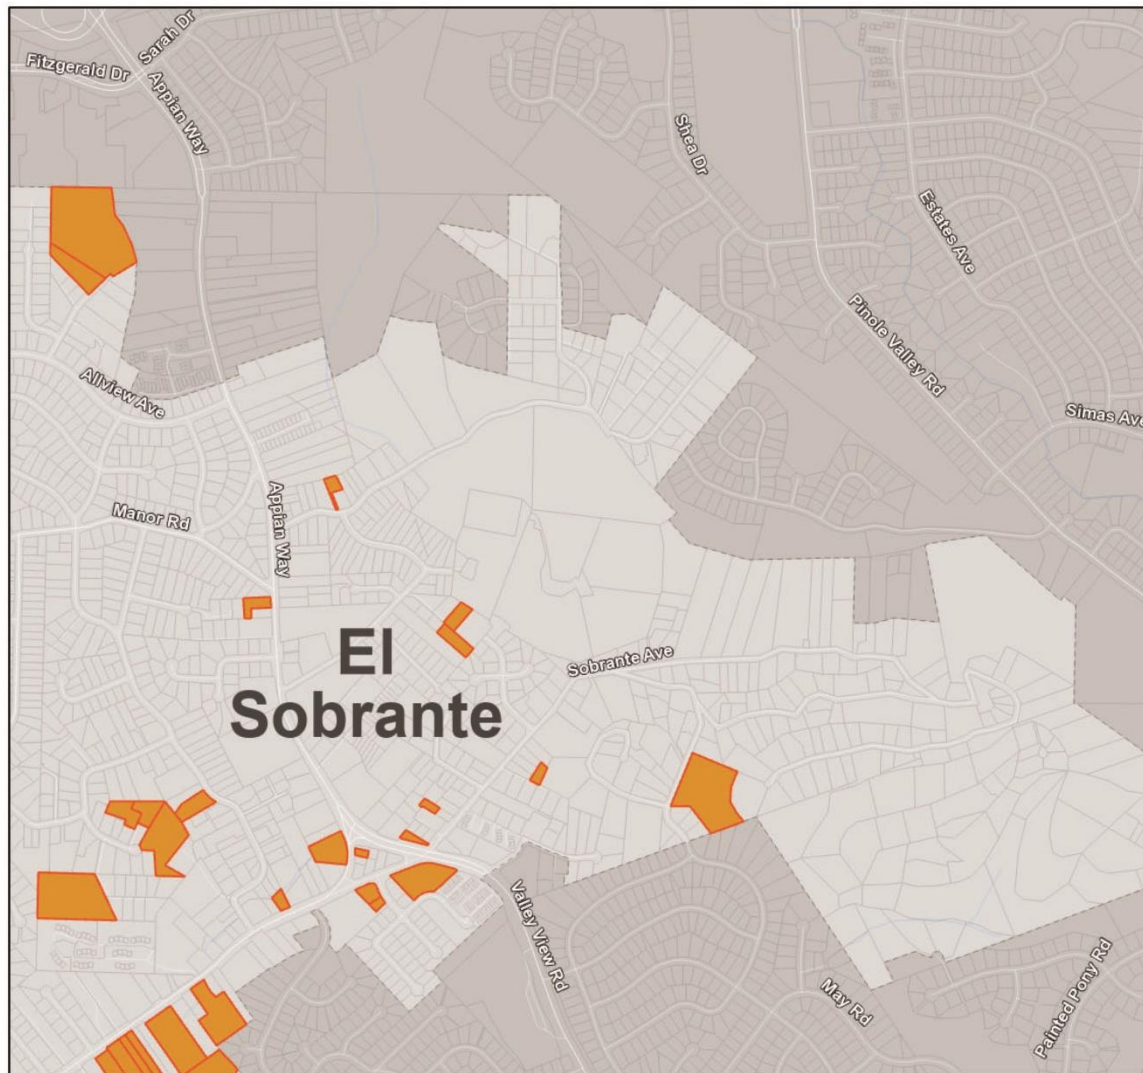 Sarah Dr
Fitzgerald Dr
Appian Way
Shea Dr
Estates Ave
Pinole Valley Rd
Simas Ave
Allview Ave
Manor Rd
Appian Way
El
Sobrante
Sobrante Ave
Valley View Rd
May Rd
Painted Pony Rd